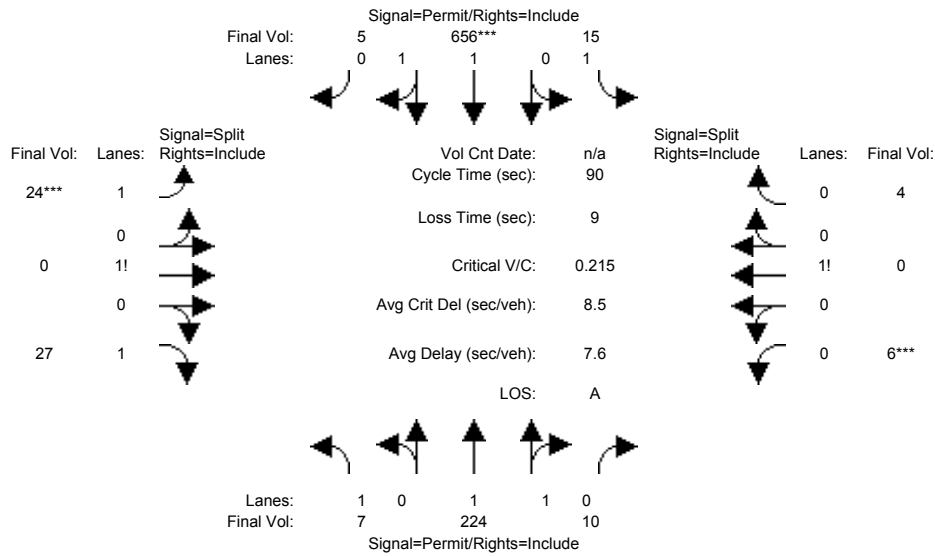 Signal=Permit/Rights=Include
Final Vol: 5 656*** 15
Lanes: 0 1 1 0 1
Signal=Split
Final Vol: Lanes: Rights=Include
Vol Cnt Date: n/a
Signal=Split
Rights=Include Lanes: Final Vol:
Cycle Time (sec): 90
24*** 1
0 4
Loss Time (sec): 9
0
0
0 1!
Critical V/C: 0.215
1! 0
0
Avg Crit Del (sec/veh): 8.5
0
27 1
Avg Delay (sec/veh): 7.6
0 6***
LOS: A
Lanes: 1 0 1 1 0
Final Vol: 7 224 10
Signal=Permit/Rights=Include